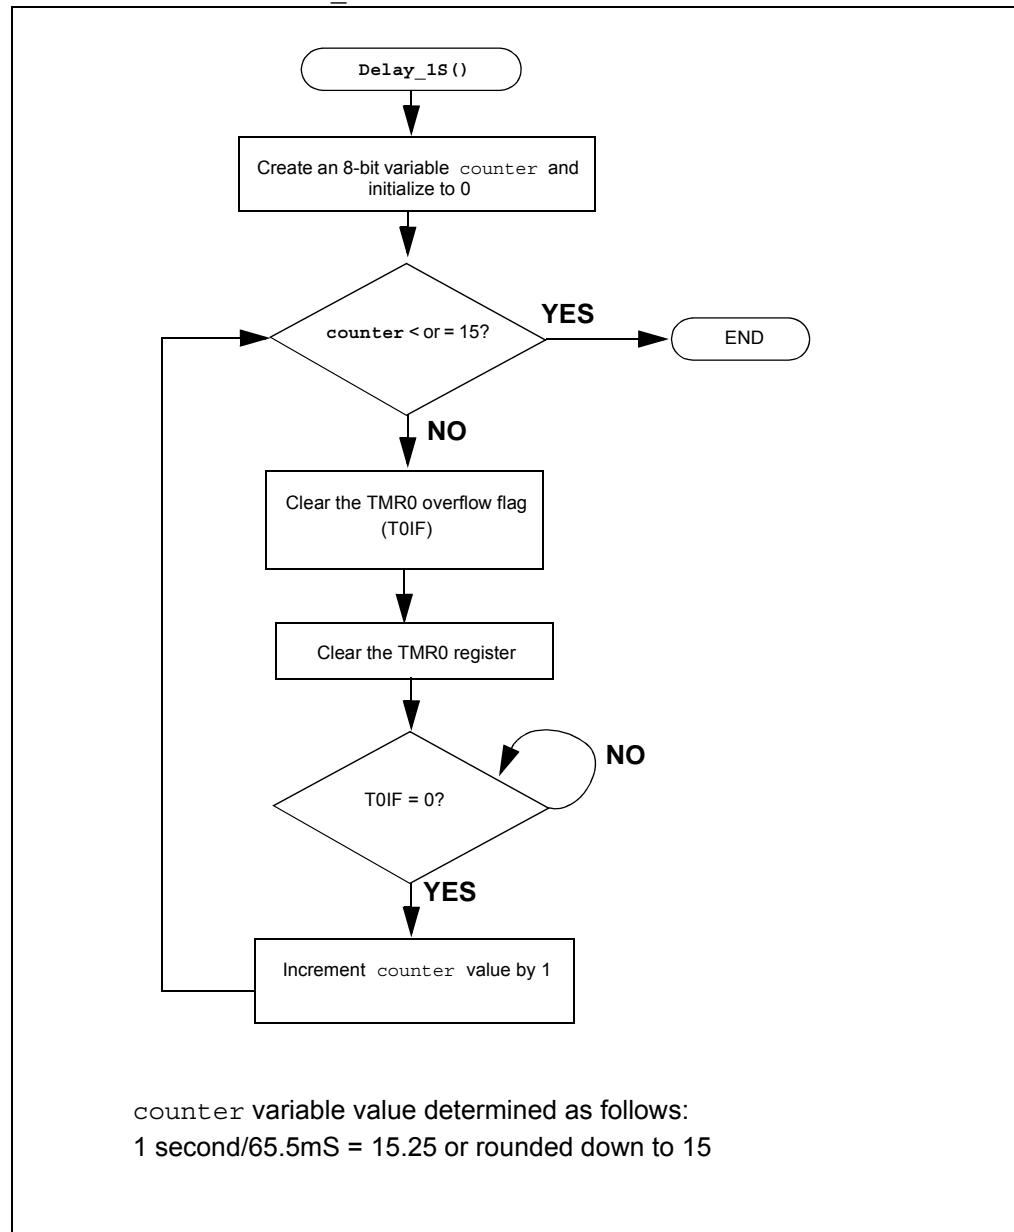 Delay_1S()
Create an 8-bit variable counter and
initialize to 0
counter < or = 15?
YES
END
NO
Clear the TMR0 overflow flag
(T0IF)
Clear the TMR0 register
T0IF = 0?
NO
YES
Increment counter value by 1
counter variable value determined as follows:
1 second/65.5mS = 15.25 or rounded down to 15